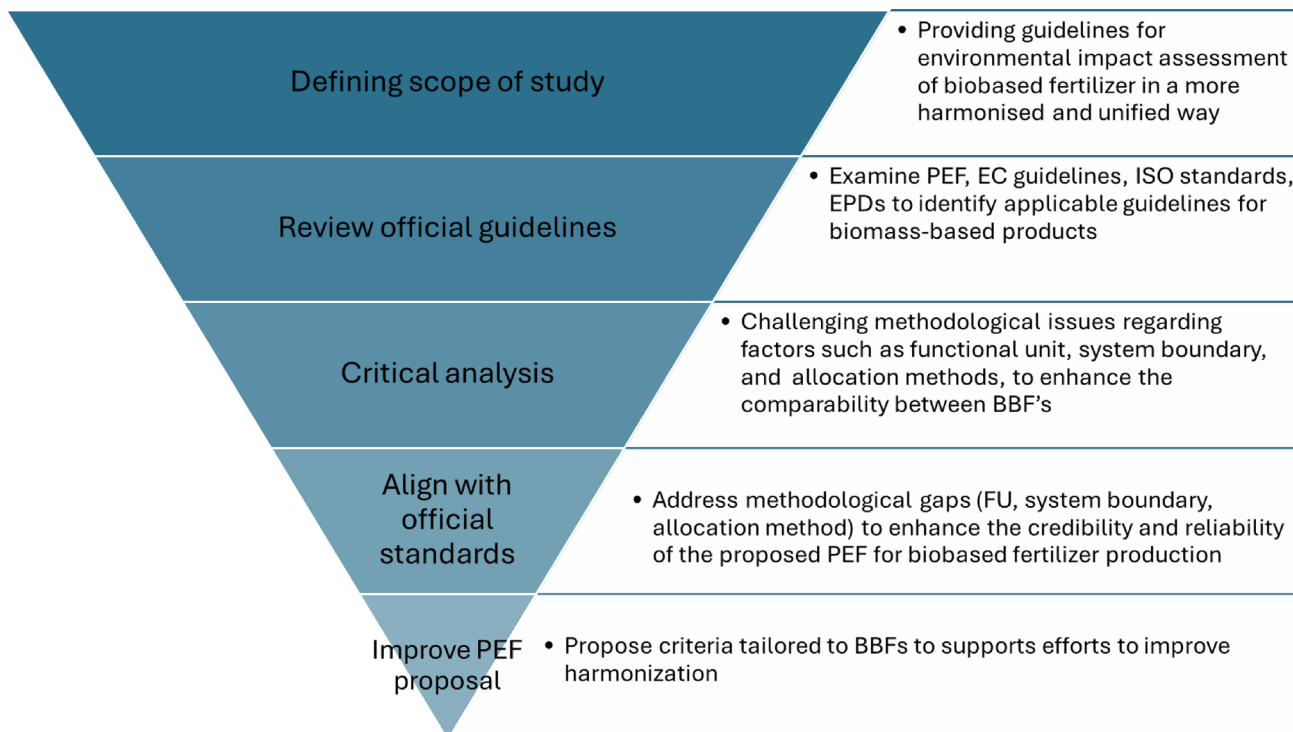 Defining scope of study
• Providing guidelines for
environmental impact assessment
of biobased fertilizer in a more
harmonised and unified way
Review official guidelines
• Examine PEF, EC guidelines, ISO standards,
EPDs to identify applicable guidelines for
biomass-based products
Critical analysis
• Challenging methodological issues regarding
factors such as functional unit, system boundary,
and allocation methods, to enhance the
comparability between BBF's
Align with
official
standards
• Address methodological gaps (FU, system boundary,
allocation method) to enhance the credibility and reliability
of the proposed PEF for biobased fertilizer production
Improve PEF
proposal
• Propose criteria tailored to BBFs to supports efforts to improve
harmonization